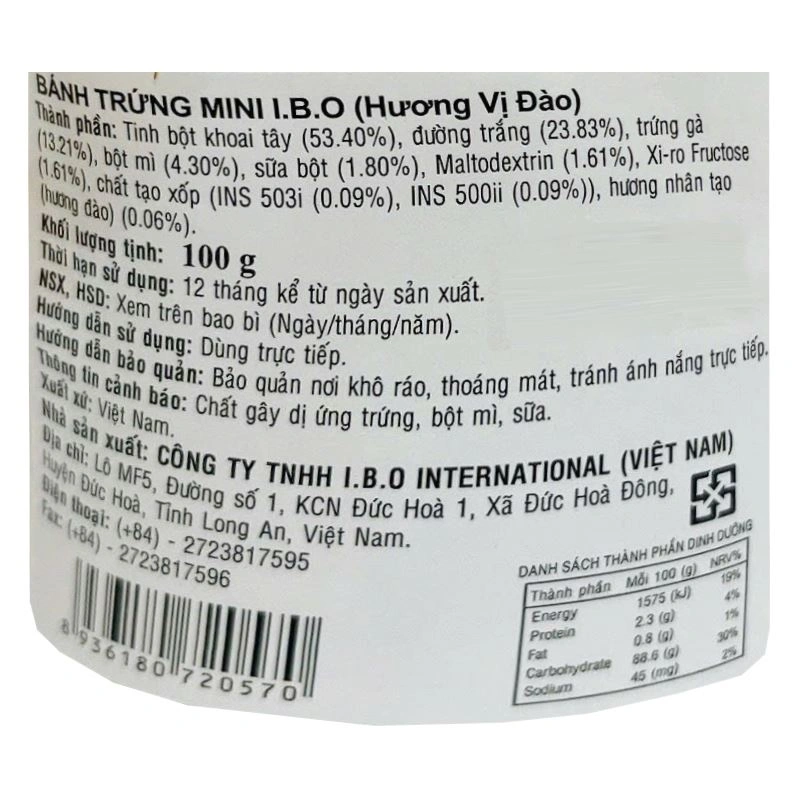 BÁNH TRỨNG MINI I.B.O (Hương Vị Đào)
Thành phần: Tinh bột khoai tây (53.40%), đường trắng (23.83%), trứng gà
(13.21%), bột mì (4.30%), sữa bột (1.80%), Maltodextrin (1.61%), Xi-ro Fructose
(1.61%), chất tạo xốp (INS 503i (0.09%), INS 500ii (0.09%)), hương nhân tạo
(hương đào) (0.06%).
Khối lượng tịnh: 100 g
Thời hạn sử dụng: 12 tháng kể từ ngày sản xuất.
NSX, HSD: Xem trên bao bì (Ngày/tháng/năm).
Hướng dẫn sử dụng: Dùng trực tiếp.
Hướng dẫn bảo quản: Bảo quản nơi khô ráo, thoáng mát, tránh ánh nắng trực tiếp.
Thông tin cảnh báo: Chất gây dị ứng trứng, bột mì, sữa.
Xuất xứ: Việt Nam.
Nhà sản xuất: CÔNG TY TNHH I.B.O INTERNATIONAL (VIỆT NAM)
Địa chỉ: Lô MF5, Đường số 1, KCN Đức Hoà 1, Xã Đức Hoà Đông,
Huyện Đức Hoà, Tỉnh Long An, Việt Nam.
Điện thoại: (+84) - 2723817595
Fax: (+84) - 2723817596
8936180720570
DANH SÁCH THÀNH PHẦN DINH DƯỠNG
Thành phần Mỗi 100 (g) NRV%
Energy 1575 (kJ) 19%
Protein 2.3 (g) 4%
Fat 0.8 (g) 1%
Carbohydrate 88.6 (g) 30%
Sodium 45 (mg) 2%